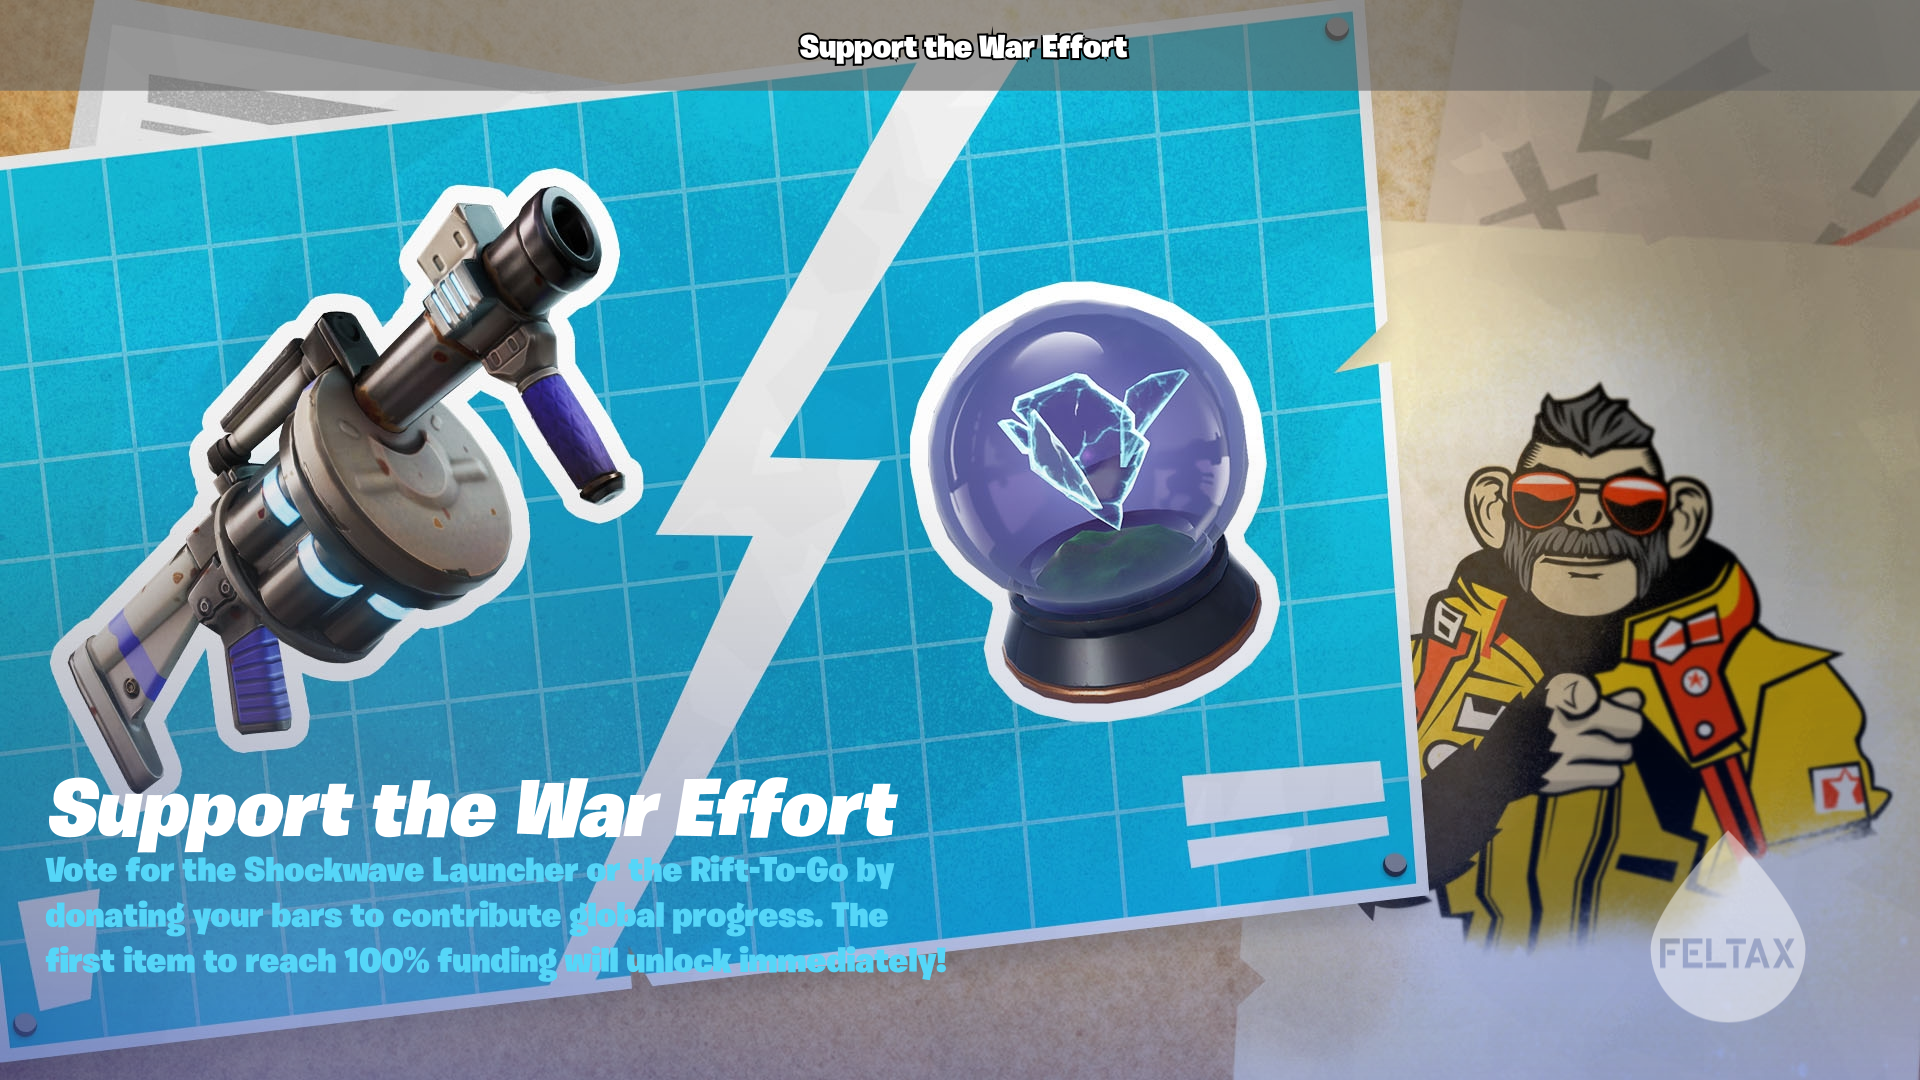 Support the War Effort
Support the War Effort
Vote for the Shockwave Launcher or the Rift-To-Go by
donating your bars to contribute global progress. The
first item to reach 100% funding will unlock immediately!
FELTAX